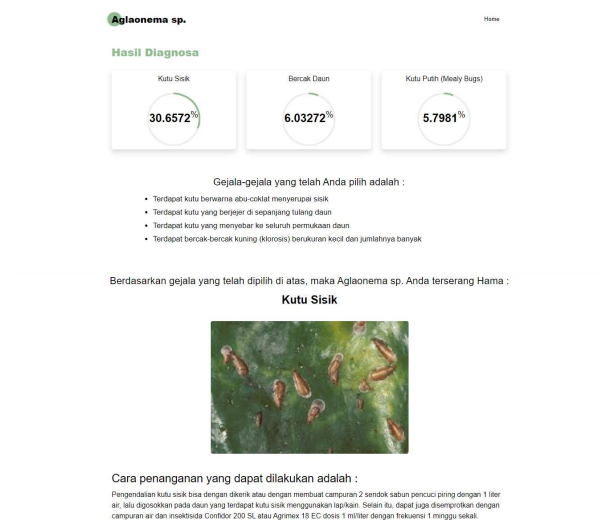 Aglaonema sp.
Home
Hasil Diagnosa
Kutu Sisik
Bercak Daun
Kutu Putih (Mealy Bugs)
30.6572%
6.03272%
5.7981%
Gejala-gejala yang telah Anda pilih adalah :
• Terdapat kutu berwarna abu-coklat menyerupai sisik
• Terdapat kutu yang berjejer di sepanjang tulang daun
• Terdapat kutu yang menyebar ke seluruh permukaan daun
• Terdapat bercak-bercak kuning (klorosis) berukuran kecil dan jumlahnya banyak
Berdasarkan gejala yang telah dipilih di atas, maka Aglaonema sp. Anda terserang Hama :
Kutu Sisik
Cara penanganan yang dapat dilakukan adalah :
Pengendalian kutu sisik bisa dengan dikerik atau dengan membuat campuran 2 sendok sabun pencuci piring dengan 1 liter
air, lalu digosokkan pada daun yang terdapat kutu sisik menggunakan lap/kain. Selain itu, dapat juga disemprotkan dengan
campuran air dan insektisida Confidor 200 SL atau Agrimex 18 EC dosis 1 ml/liter dengan frekuensi 1 minggu sekali.